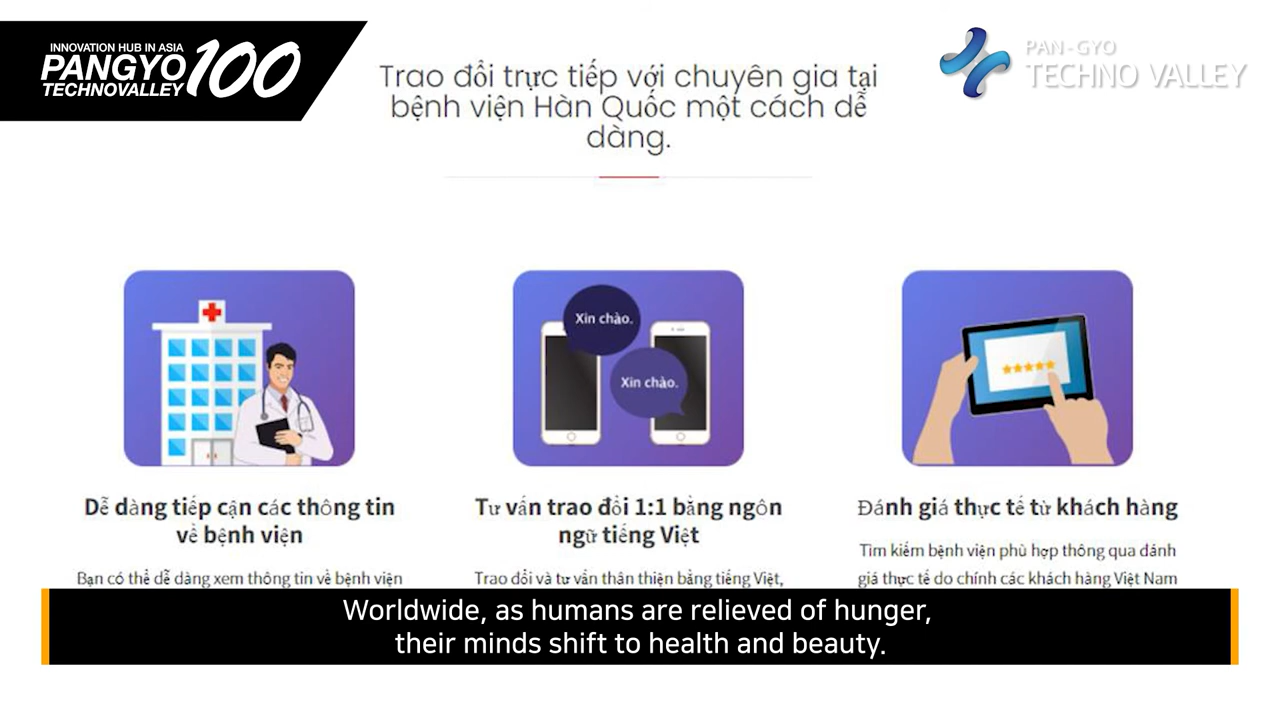 INNOVATION HUB IN ASIA
PANGYO
TECHNOVALLEY
100
PAN-GYO
TECHNO VALLEY
Trao đổi trực tiếp với chuyên gia tại
bệnh viện Hàn Quốc một cách dễ
dàng.
Xin chào.
Xin chào.
Dễ dàng tiếp cận các thông tin
về bệnh viện
Bạn có thể dễ dàng xem thông tin về bệnh viện
Tư vấn trao đổi 1:1 bằng ngôn
ngữ tiếng Việt
Trao đổi và tư vấn thân thiện bằng tiếng Việt,
Đánh giá thực tế từ khách hàng
Tìm kiếm bệnh viện phù hợp thông qua đánh
giá thực tế do chính các khách hàng Việt Nam
Worldwide, as humans are relieved of hunger,
their minds shift to health and beauty.